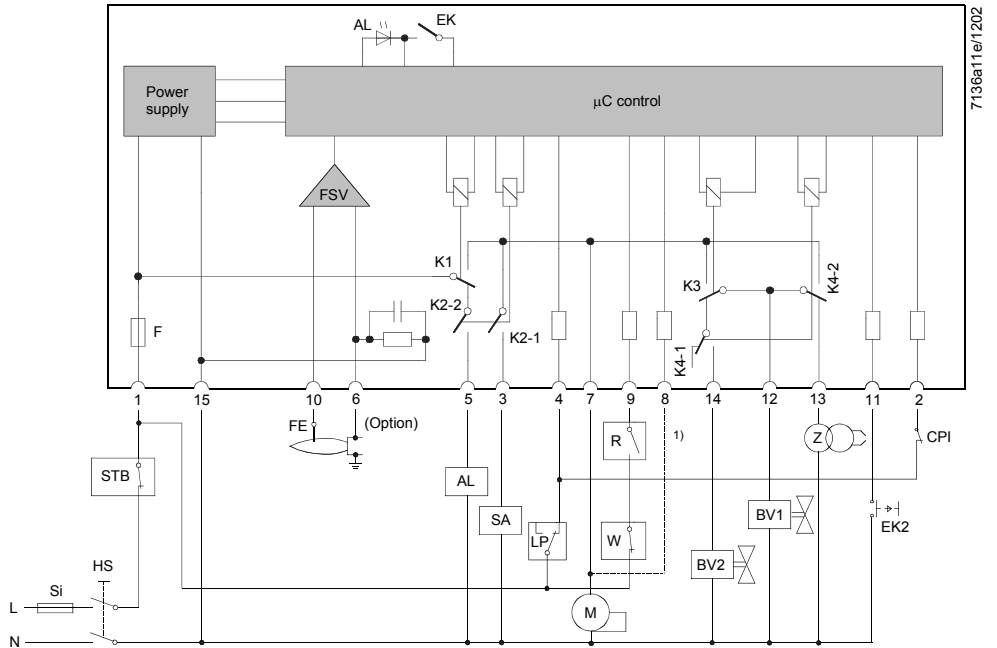 7136a11e/1202
AL
EK
Power
supply
µC control
FSV
K1
K2-2
K2-1
K3
K4-2
K4-1
F
1
15
10
6
5
3
4
7
9
8
14
12
13
11
2
FE
(Option)
1)
R
Z
CPI
STB
AL
SA
LP
W
BV1
BV2
EK2
HS
Si
L
M
N